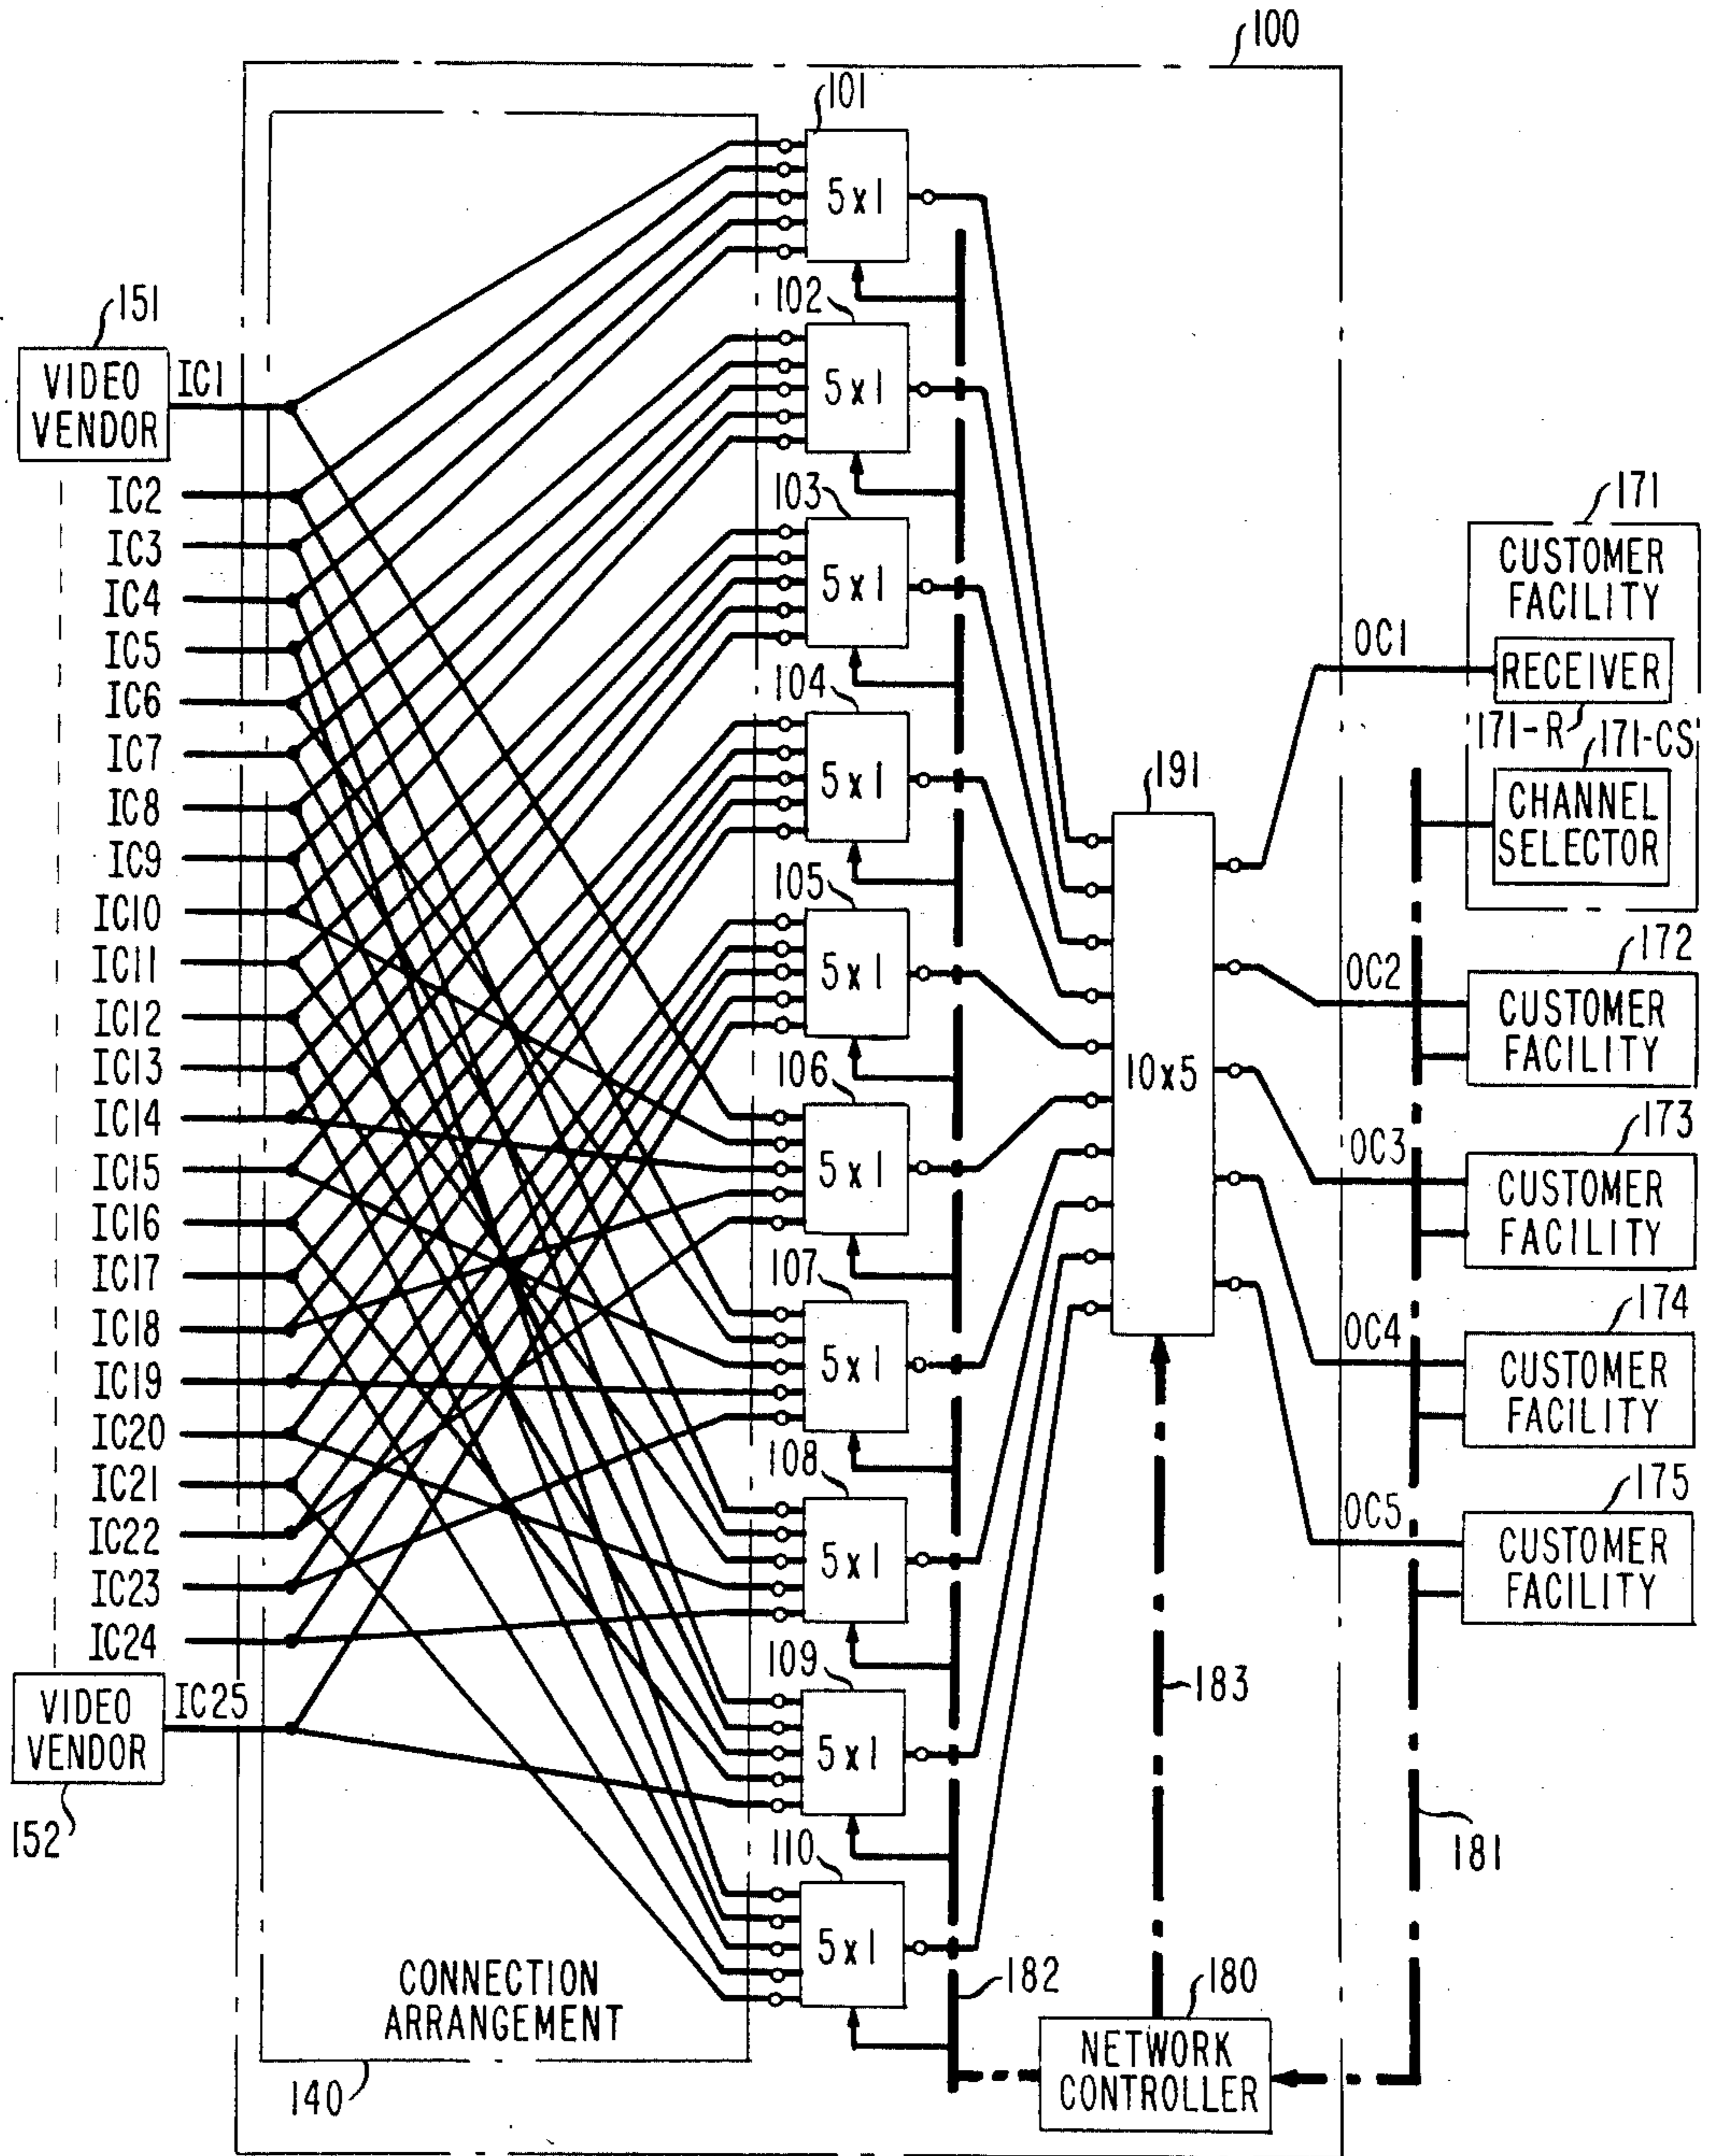 100
101
5x1
102
151
VIDEO
VENDOR
IC1
5x1
IC2
103
171
IC3
CUSTOMER
FACILITY
IC4
5x1
IC5
OC1
RECEIVER
IC6
104
171-R
171-CS
IC7
191
IC8
5x1
CHANNEL
SELECTOR
IC9
105
IC10
172
IC11
5x1
OC2
CUSTOMER
FACILITY
IC12
IC13
106
10x5
IC14
173
IC15
5x1
OC3
CUSTOMER
FACILITY
IC16
IC17
107
IC18
174
IC19
5x1
OC4
CUSTOMER
FACILITY
IC20
108
IC21
175
IC22
5x1
OC5
CUSTOMER
FACILITY
IC23
IC24
109
183
VIDEO
VENDOR
IC25
5x1
152
110
181
5x1
CONNECTION
ARRANGEMENT
182
180
NETWORK
CONTROLLER
140